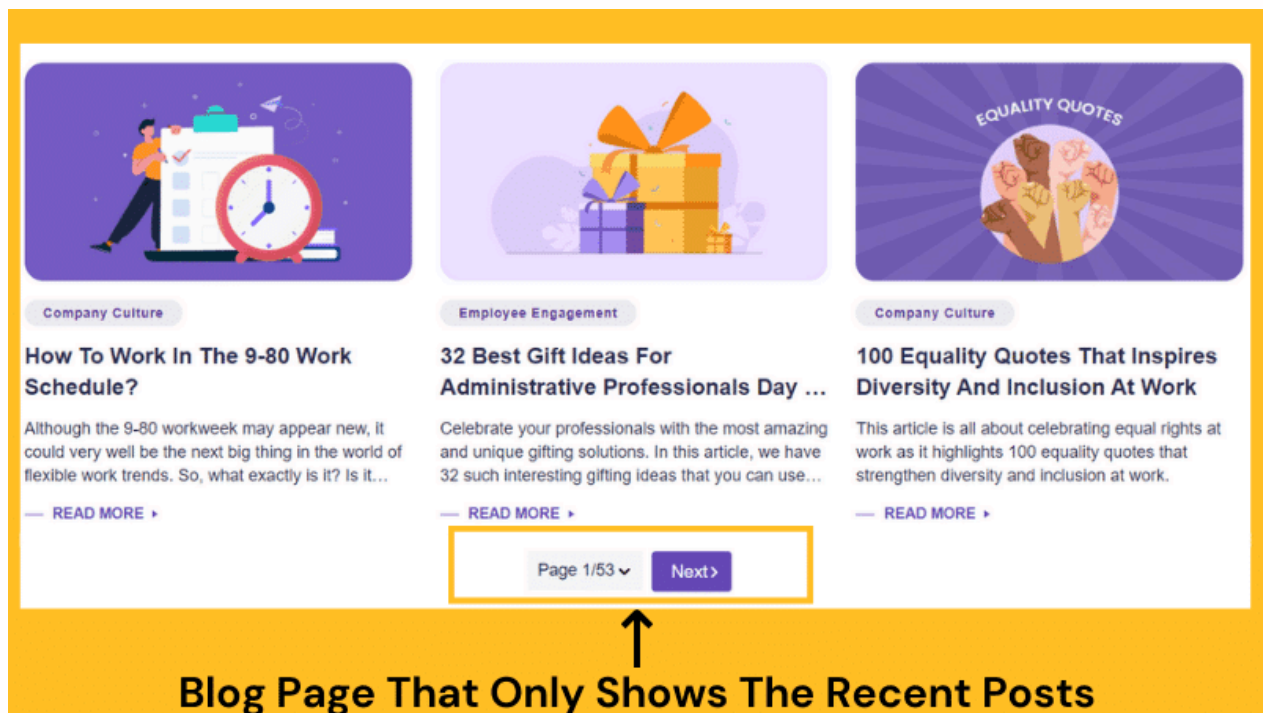 EQUALITY QUOTES
Company Culture
How To Work In The 9-80 Work
Schedule?
Although the 9-80 workweek may appear new, it
could very well be the next big thing in the world of
flexible work trends. So, what exactly is it? Is it...
READ MORE
Employee Engagement
32 Best Gift Ideas For
Administrative Professionals Day ...
Celebrate your professionals with the most amazing
and unique gifting solutions. In this article, we have
32 such interesting gifting ideas that you can use...
READ MORE
Company Culture
100 Equality Quotes That Inspires
Diversity And Inclusion At Work
This article is all about celebrating equal rights at
work as it highlights 100 equality quotes that
strengthen diversity and inclusion at work.
READ MORE
Page 1/53
Next>
Blog Page That Only Shows The Recent Posts